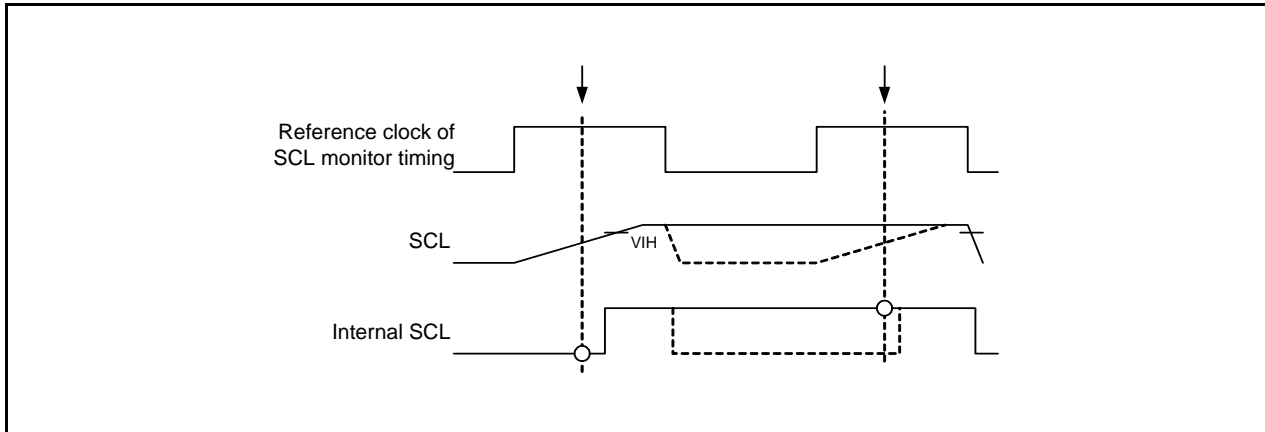 Reference clock of
SCL monitor timing
SCL
VIH
Internal SCL